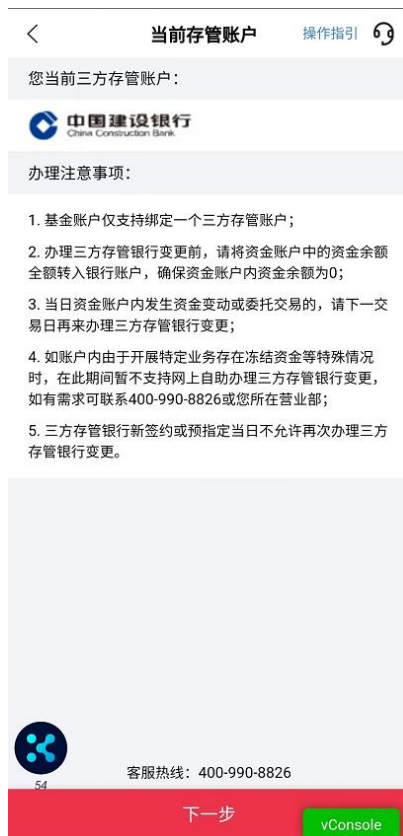 当前存管账户 操作指引
您当前三方存管账户：
中国建设银行
China Construction Bank
办理注意事项：
1. 基金账户仅支持绑定一个三方存管账户；
2. 办理三方存管银行变更前，请将资金账户中的资金余额
全额转入银行账户，确保资金账户内资金余额为0；
3. 当日资金账户内发生资金变动或委托交易的，请下一交
易日再来办理三方存管银行变更；
4. 如账户内由于开展特定业务存在冻结资金等特殊情况
时，在此期间暂不支持网上自助办理三方存管银行变更，
如有需求可联系400-990-8826或您所在营业部；
5. 三方存管银行新签约或预指定当日不允许再次办理三方
存管银行变更。
54
客服热线：400-990-8826
下一步
vConsole